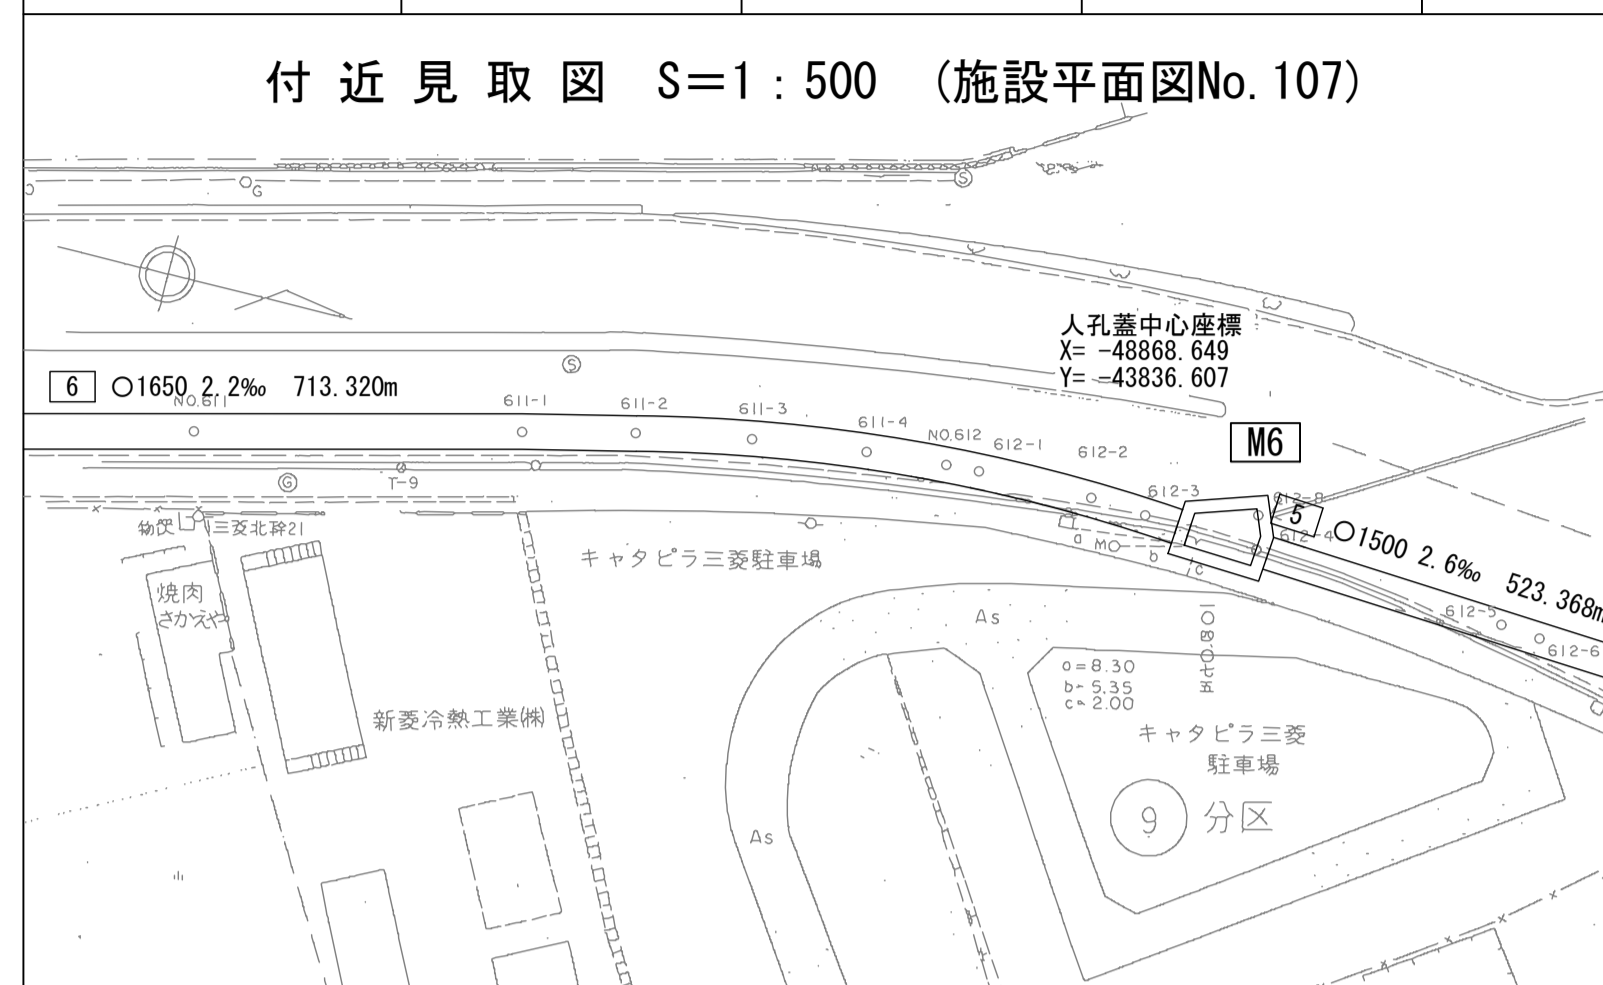 付近見取図 S=1:500 (施設平面図No.107)
G
S
人孔蓋中心座標
X= -48868.649
Y= -43836.607
S
6 ○1650 2.2‰ 713.320m
NO.611
611-1
611-2
611-3
611-4
NO.612
612-1
612-2
M6
612-3
612-8
5
612-4
○1500 2.6‰ 523.368m
G
T-9
三菱北幹21
キャタピラ三菱駐車場
a
MO
b
c
焼肉
さかえや
As
612-5
612-6
a=8.30
b=5.35
c=2.00
新菱冷熱工業(株)
キャタピラ三菱
駐車場
9 分区
As